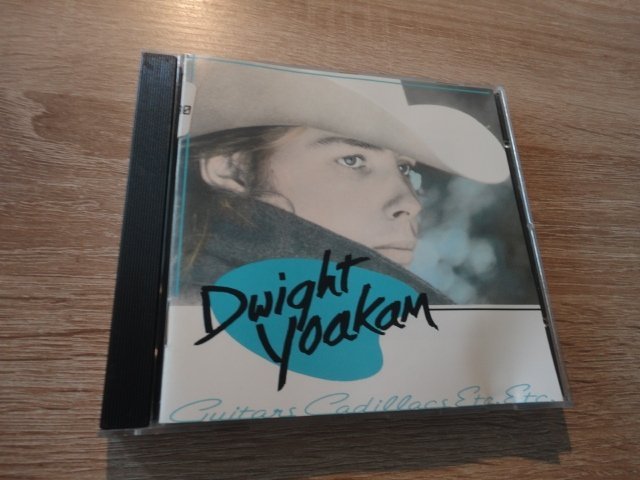 Dwight
Yoakam
Guitars, Cadillacs, Etc., Etc.